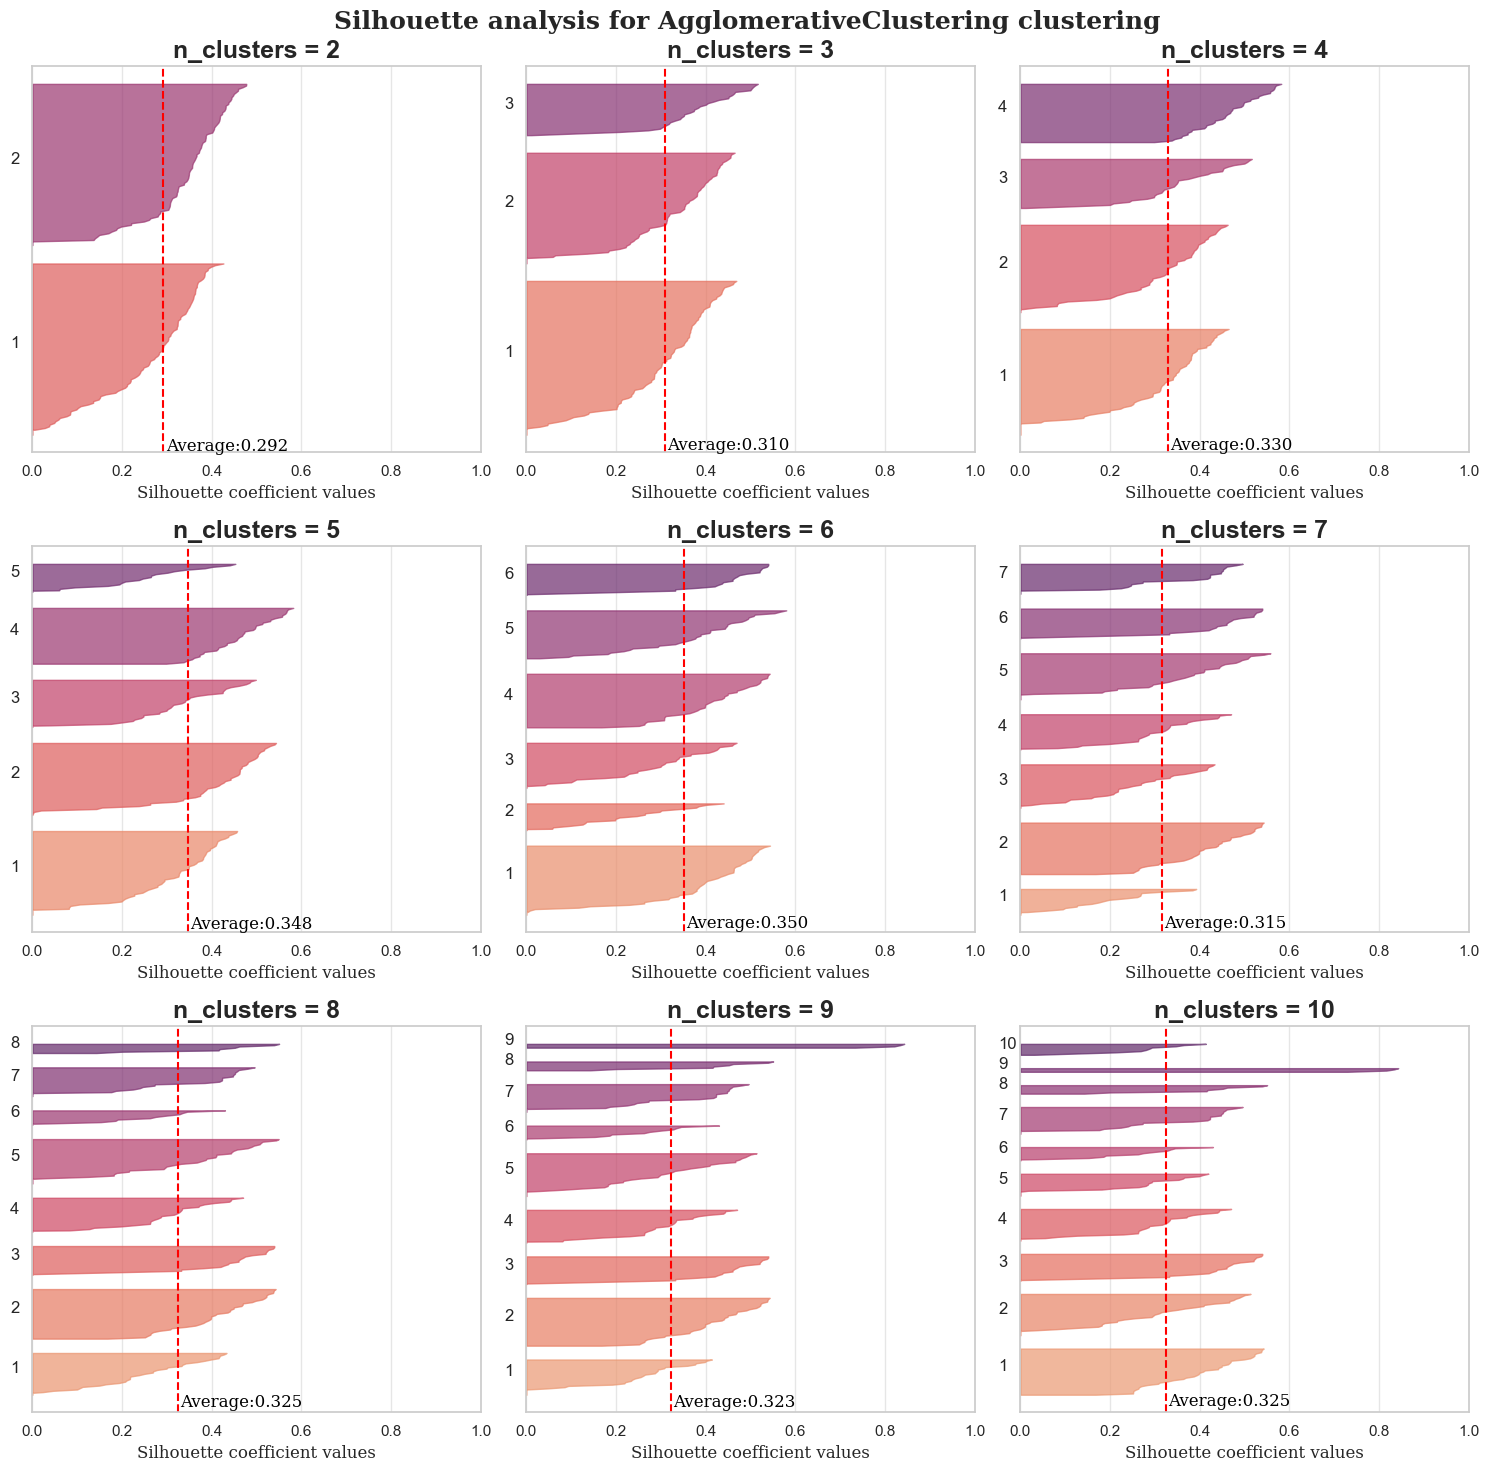 Silhouette analysis for AgglomerativeClustering clustering
n_clusters = 2
2
1
Average:0.292
0.0 0.2 0.4 0.6 0.8 1.0
Silhouette coefficient values
n_clusters = 3
3
2
1
Average:0.310
0.0 0.2 0.4 0.6 0.8 1.0
Silhouette coefficient values
n_clusters = 4
4
3
2
1
Average:0.330
0.0 0.2 0.4 0.6 0.8 1.0
Silhouette coefficient values
n_clusters = 5
5
4
3
2
1
Average:0.348
0.0 0.2 0.4 0.6 0.8 1.0
Silhouette coefficient values
n_clusters = 6
6
5
4
3
2
1
Average:0.350
0.0 0.2 0.4 0.6 0.8 1.0
Silhouette coefficient values
n_clusters = 7
7
6
5
4
3
2
1
Average:0.315
0.0 0.2 0.4 0.6 0.8 1.0
Silhouette coefficient values
n_clusters = 8
8
7
6
5
4
3
2
1
Average:0.325
0.0 0.2 0.4 0.6 0.8 1.0
Silhouette coefficient values
n_clusters = 9
9
8
7
6
5
4
3
2
1
Average:0.323
0.0 0.2 0.4 0.6 0.8 1.0
Silhouette coefficient values
n_clusters = 10
10
9
8
7
6
5
4
3
2
1
Average:0.325
0.0 0.2 0.4 0.6 0.8 1.0
Silhouette coefficient values